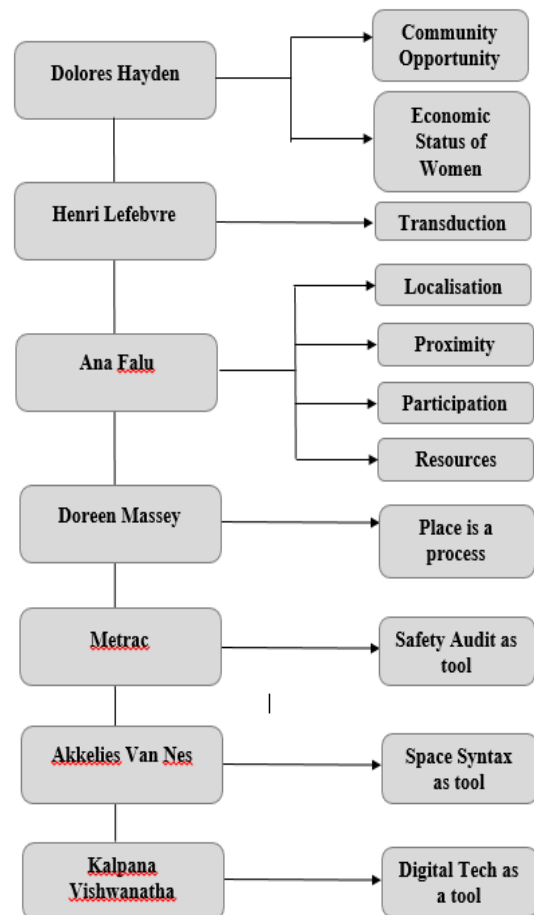 Dolores Hayden
Community
Opportunity
Economic
Status of
Women
Henri Lefebvre
Transduction
Ana Falu
Localisation
Proximity
Participation
Resources
Doreen Massey
Place is a
process
Metrac
Safety Audit as
tool
Akkelies Van Nes
Space Syntax
as tool
Kalpana
Vishwanatha
Digital Tech as
a tool